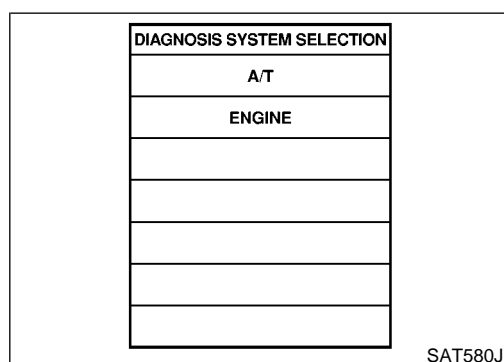 DIAGNOSIS SYSTEM SELECTION
A/T
ENGINE
SAT580J